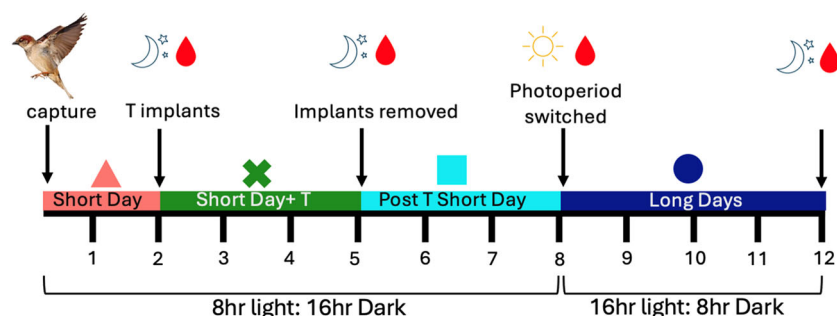 capture
T implants
Implants removed
Photoperiod
switched
Short Day
Short Day+ T
Post T Short Day
Long Days
1 2 3 4 5 6 7 8 9 10 11 12
8hr light: 16hr Dark
16hr light: 8hr Dark